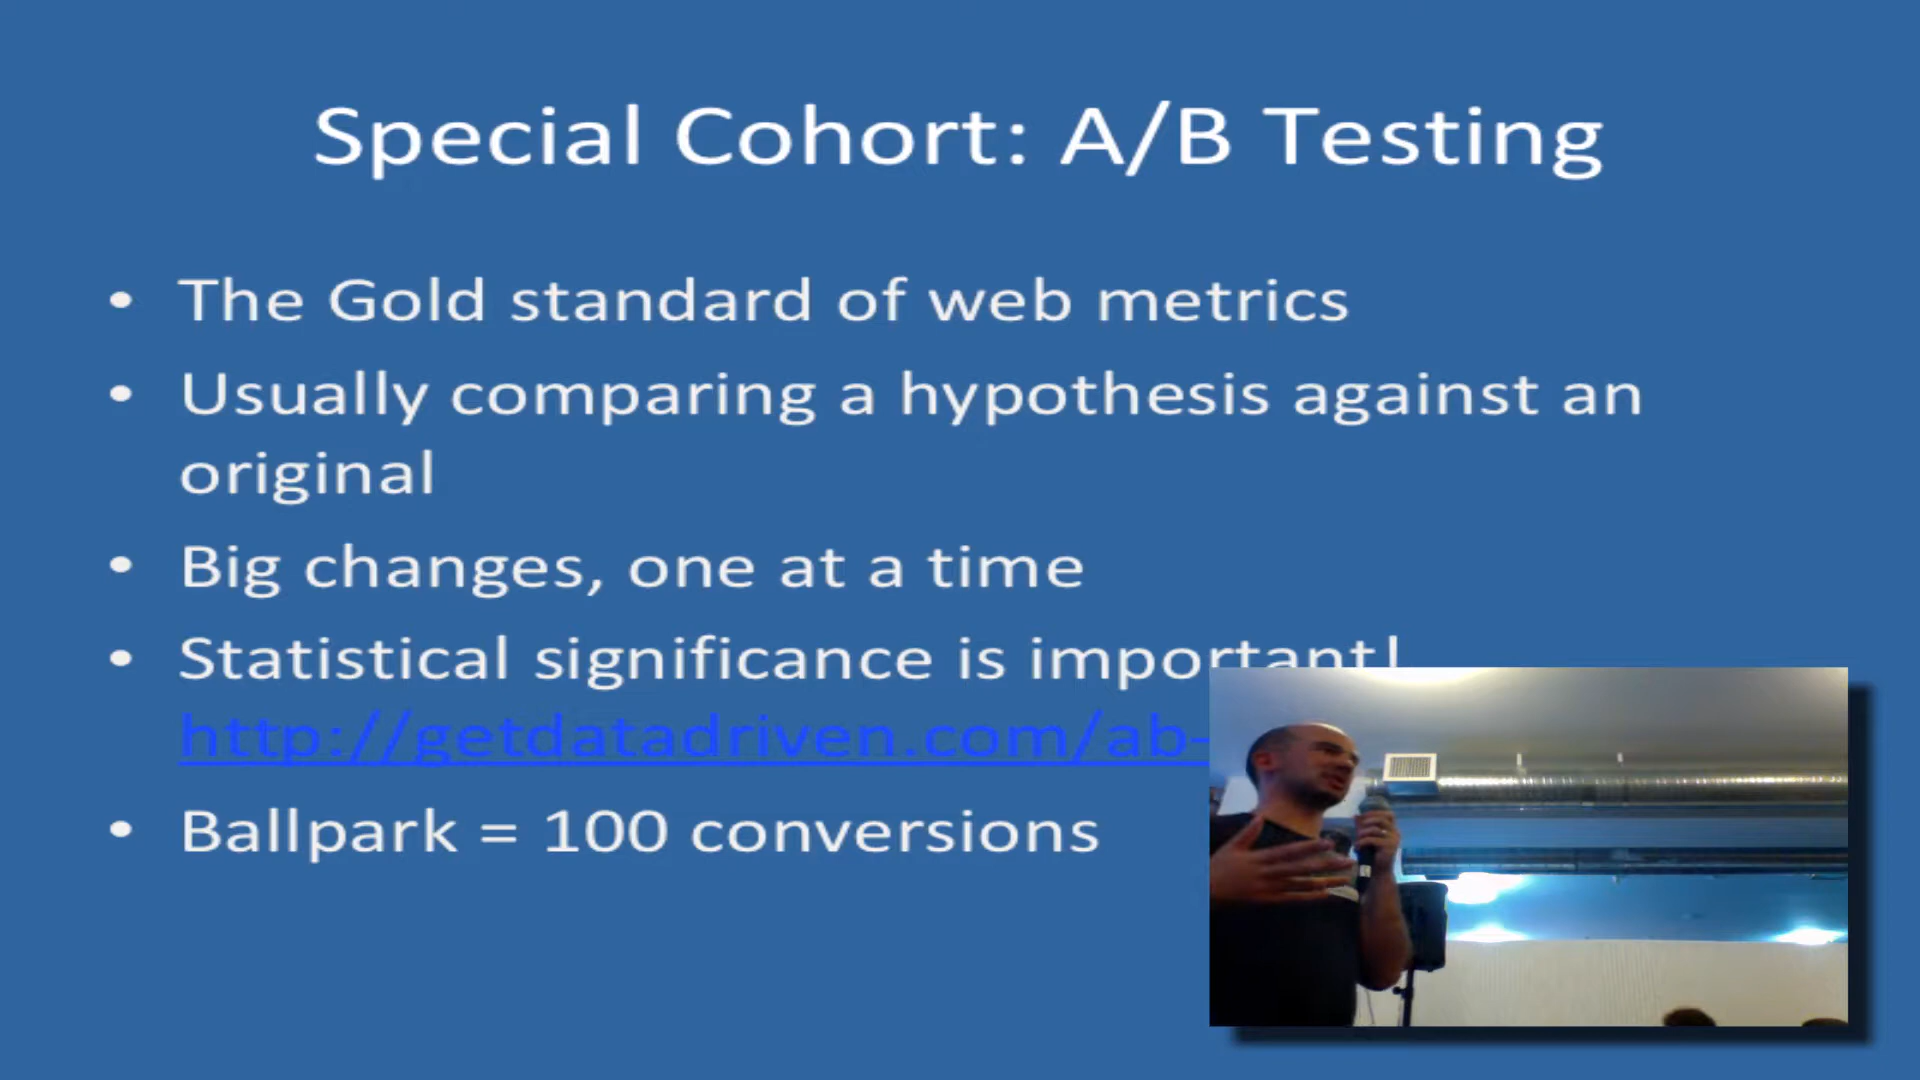 Special Cohort: A/B Testing
• The Gold standard of web metrics
• Usually comparing a hypothesis against an
original
• Big changes, one at a time
• Statistical significance is important!
http://getdatadriven.com/ab-
• Ballpark = 100 conversions